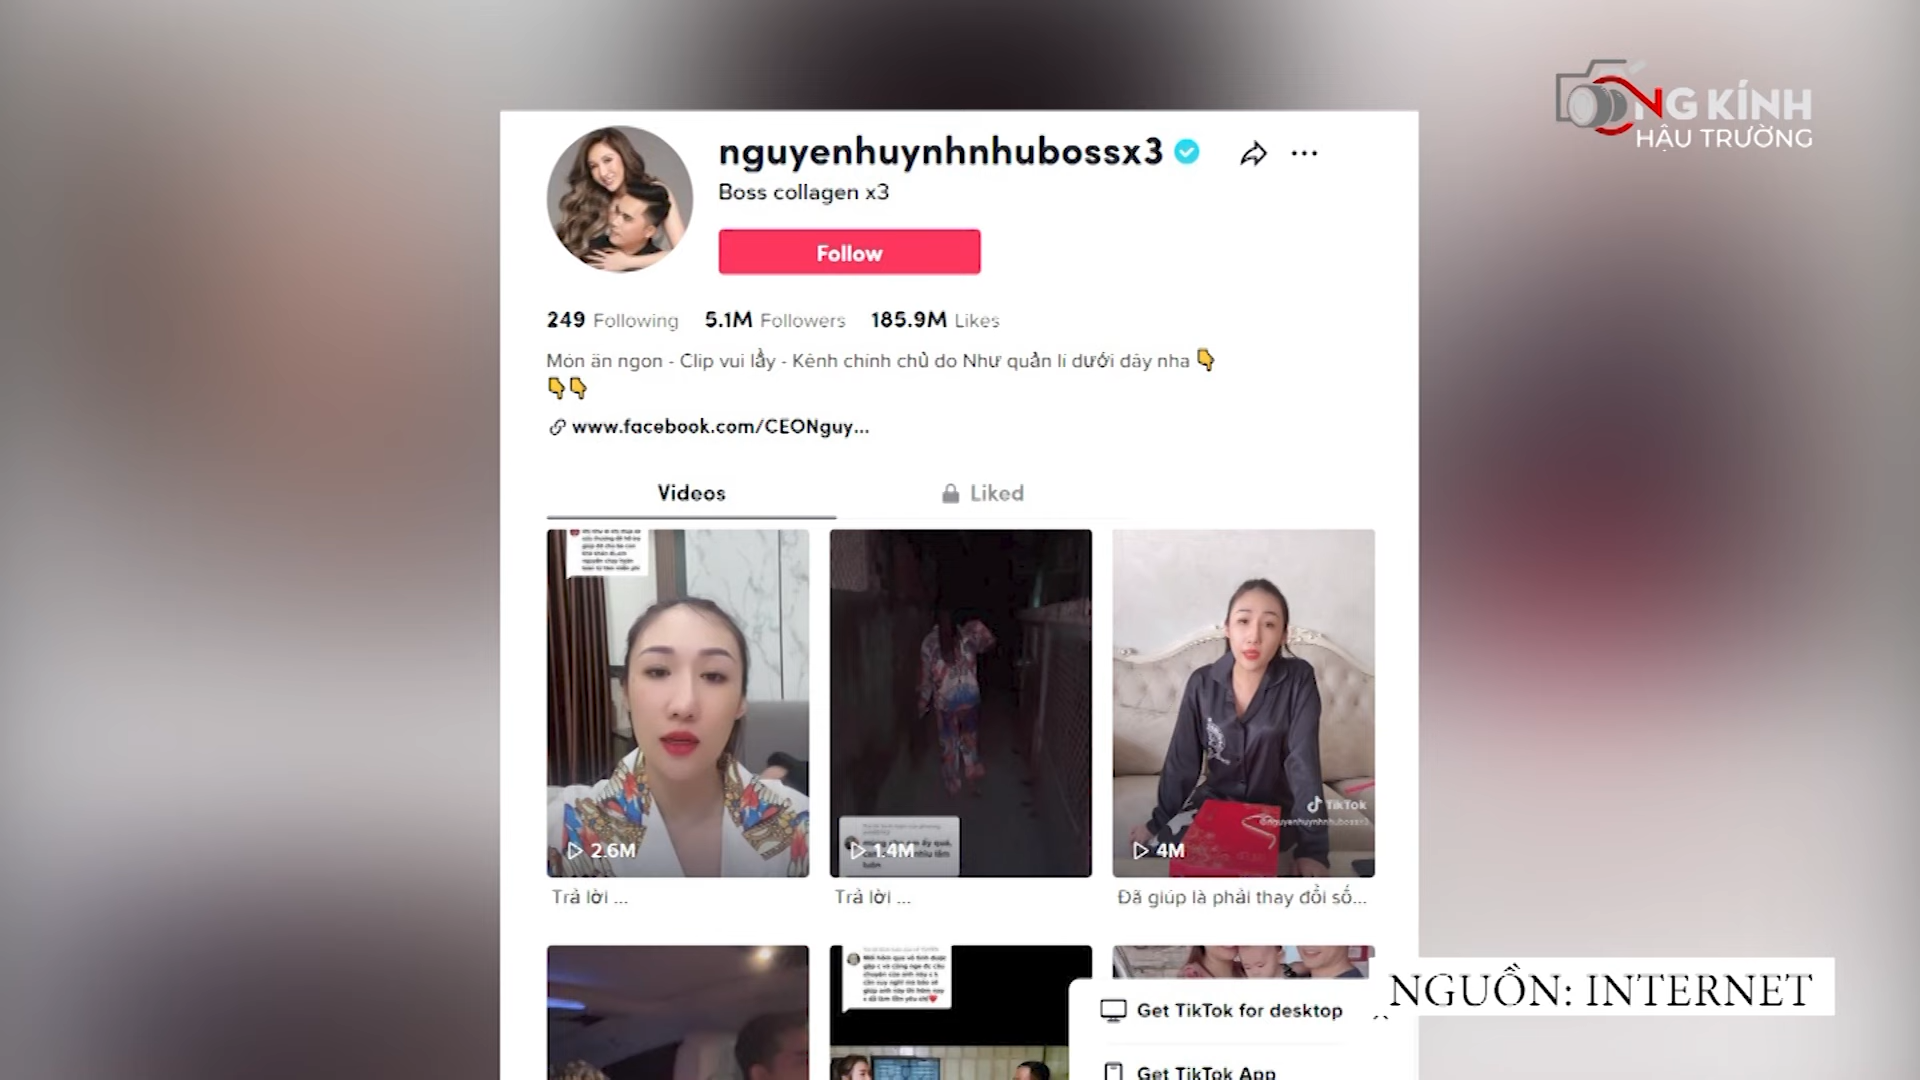 ỐNG KÍNH
HẬU TRƯỜNG
nguyenhuynhnhubossx3
Boss collagen x3
Follow
249 Following 5.1M Followers 185.9M Likes
Món ăn ngon - Clip vui lầy - Kênh chính chủ do Như quản lí dưới đây nha 👇
👇👇
www.facebook.com/CEONguy...
Videos
Liked
TikTok
@nguyenhuynhnhubossx3
2.6M
1.4M
4M
Trả lời ...
Trả lời ...
Đã giúp là phải thay đổi số...
NGUỒN: INTERNET
Get TikTok for desktop
Get TikTok App